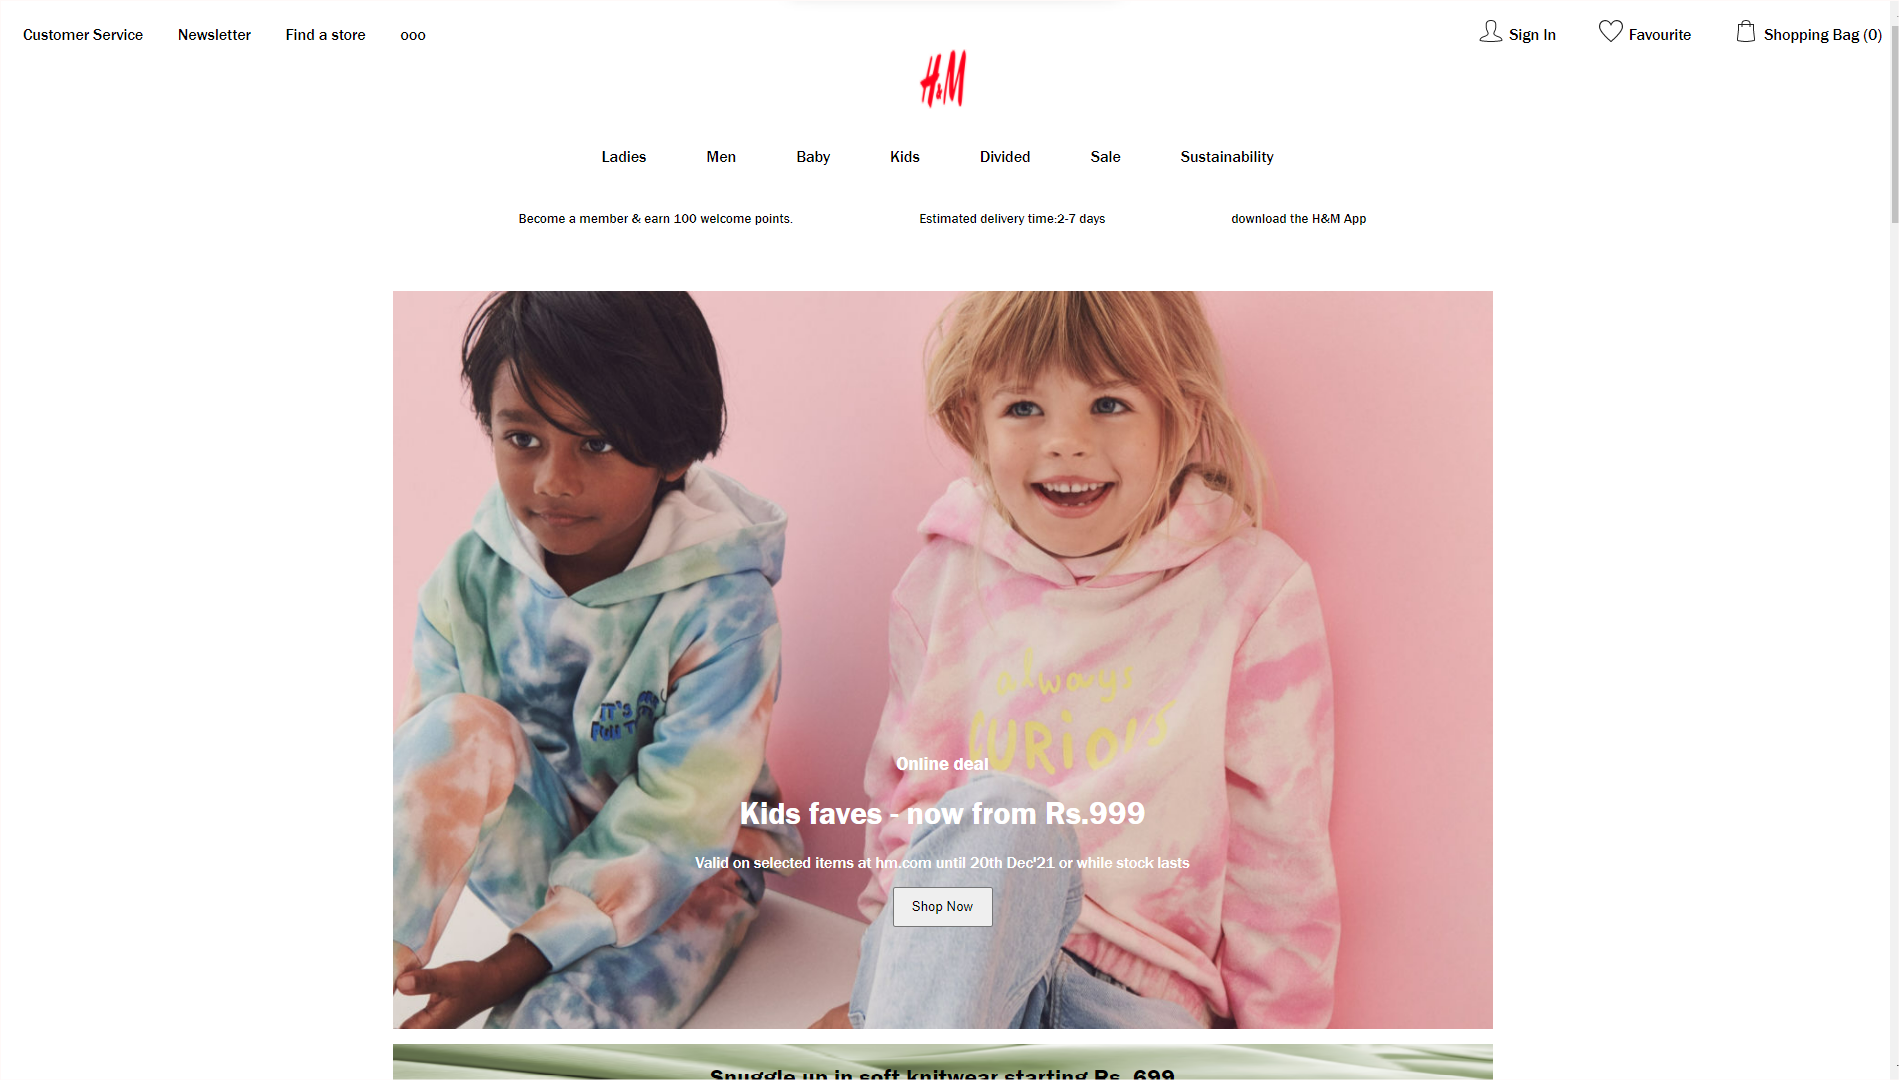 Customer Service Newsletter Find a store ooo Sign In Favourite Shopping Bag (0)
H&M
Ladies Men Baby Kids Divided Sale Sustainability
Become a member & earn 100 welcome points. Estimated delivery time:2-7 days download the H&M App
always
CURIOUS
IT'S
FULL
Online deal
Kids faves - now from Rs.999
Valid on selected items at hm.com until 20th Dec'21 or while stock lasts
Shop Now
Snuggle up in soft knitwear starting Rs. 699